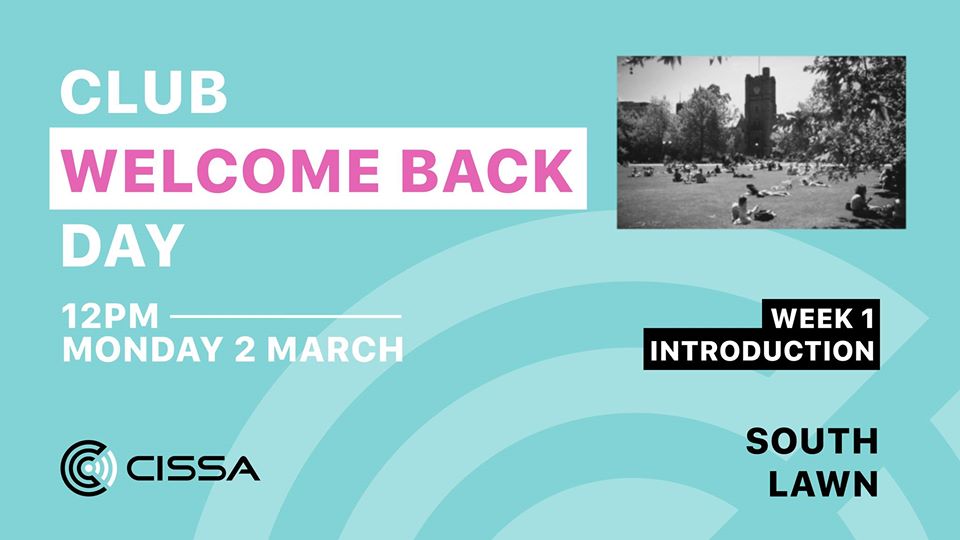 CLUB
WELCOME BACK
DAY
12PM
MONDAY 2 MARCH
WEEK 1
INTRODUCTION
SOUTH
LAWN
CISSA